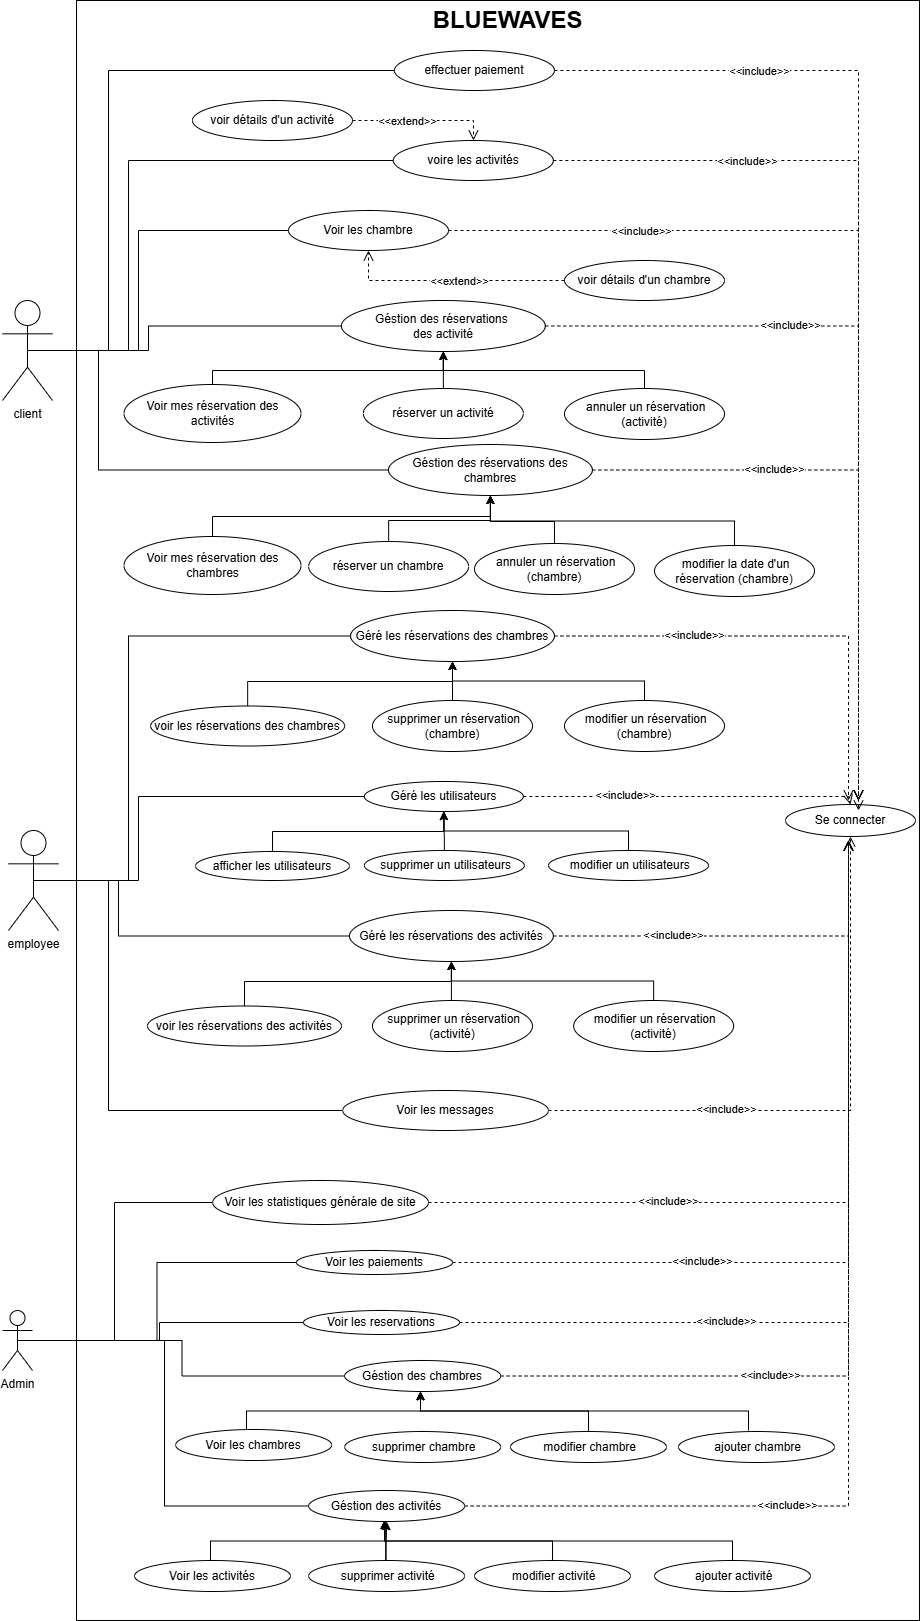 BLUEWAVES
effectuer paiement
<<include>>
voir détails d'un activité
<<extend>>
voire les activités
<<include>>
Voir les chambre
<<include>>
<<extend>>
voir détails d'un chambre
client
Géstion des réservations
des activité
<<include>>
Voir mes réservation des
activités
réserver un activité
annuler un réservation
(activité)
Géstion des réservations des
chambres
<<include>>
Voir mes réservation des
chambres
réserver un chambre
annuler un réservation
(chambre)
modifier la date d'un
réservation (chambre)
Géré les réservations des chambres
<<include>>
voir les réservations des chambres
supprimer un réservation
(chambre)
modifier un réservation
(chambre)
Géré les utilisateurs
<<include>>
Se connecter
afficher les utilisateurs
supprimer un utilisateurs
modifier un utilisateurs
employee
Géré les réservations des activités
<<include>>
voir les réservations des activités
supprimer un réservation
(activité)
modifier un réservation
(activité)
Voir les messages
<<include>>
Voir les statistiques générale de site
<<include>>
Voir les paiements
<<include>>
Voir les reservations
<<include>>
Admin
Géstion des chambres
<<include>>
Voir les chambres
supprimer chambre
modifier chambre
ajouter chambre
Géstion des activités
<<include>>
Voir les activités
supprimer activité
modifier activité
ajouter activité